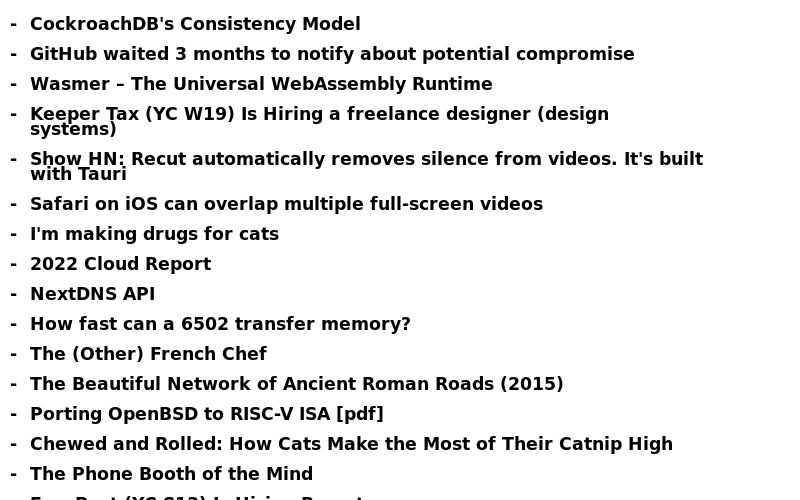 - CockroachDB's Consistency Model
- GitHub waited 3 months to notify about potential compromise
- Wasmer – The Universal WebAssembly Runtime
- Keeper Tax (YC W19) Is Hiring a freelance designer (design
systems)
- Show HN: Recut automatically removes silence from videos. It's built
with Tauri
- Safari on iOS can overlap multiple full-screen videos
- I'm making drugs for cats
- 2022 Cloud Report
- NextDNS API
- How fast can a 6502 transfer memory?
- The (Other) French Chef
- The Beautiful Network of Ancient Roman Roads (2015)
- Porting OpenBSD to RISC-V ISA [pdf]
- Chewed and Rolled: How Cats Make the Most of Their Catnip High
- The Phone Booth of the Mind